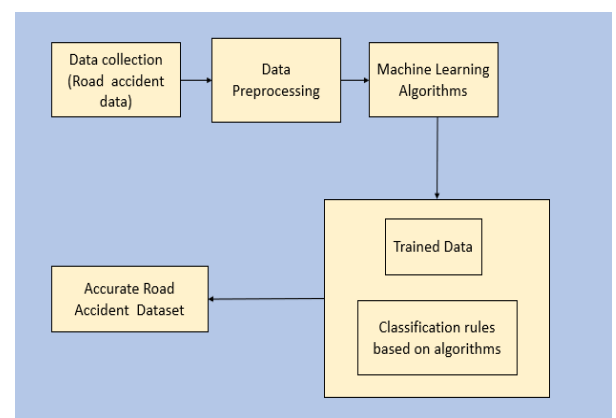 Data collection
(Road accident
data)
Data
Preprocessing
Machine Learning
Algorithms
Trained Data
Classification rules
based on algorithms
Accurate Road
Accident Dataset